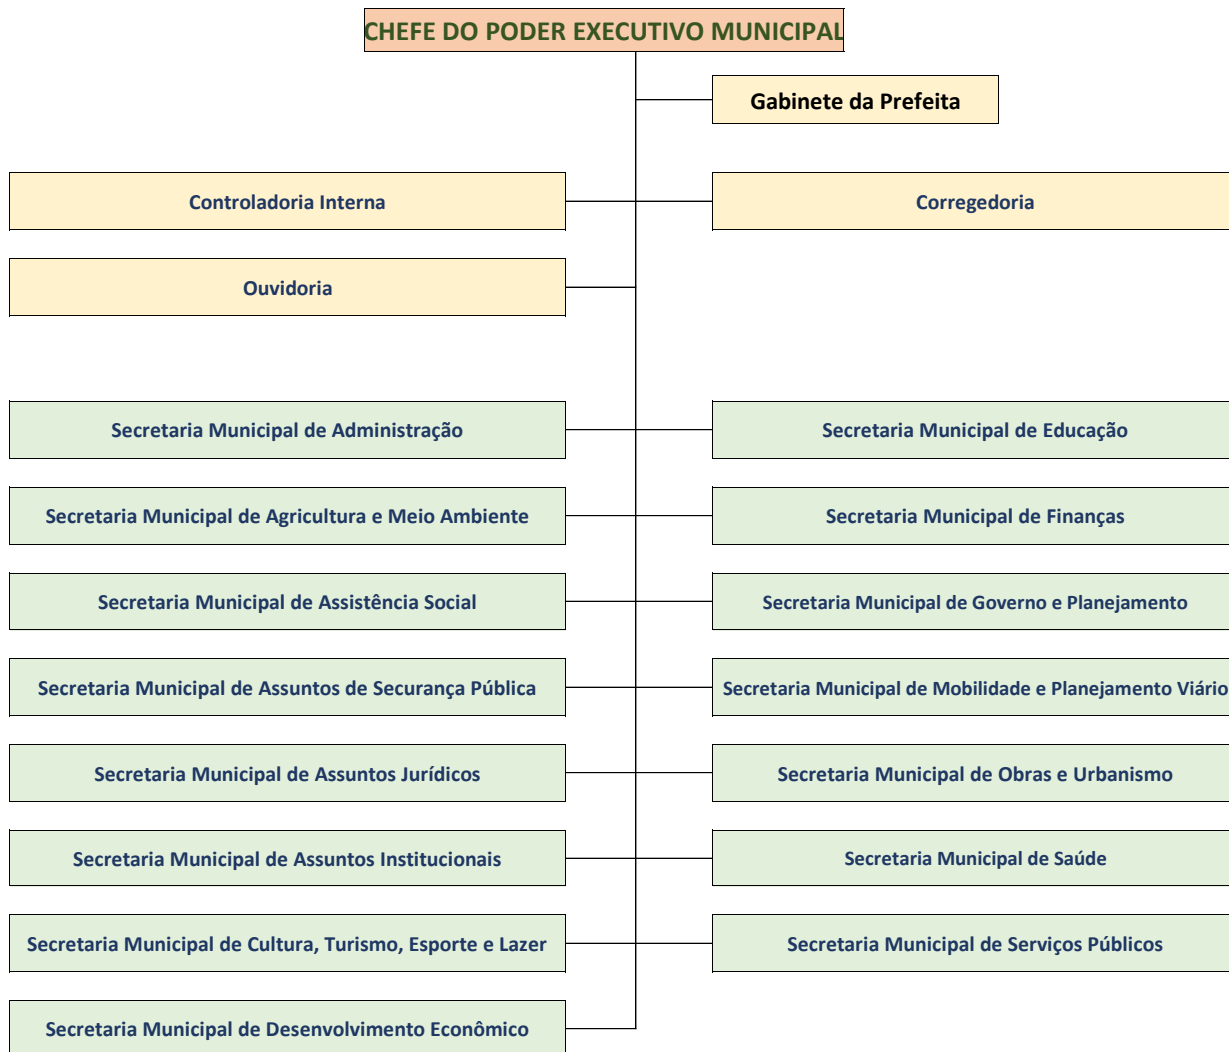 CHEFE DO PODER EXECUTIVO MUNICIPAL
Gabinete da Prefeita
Controladoria Interna
Corregedoria
Ouvidoria
Secretaria Municipal de Administração
Secretaria Municipal de Educação
Secretaria Municipal de Agricultura e Meio Ambiente
Secretaria Municipal de Finanças
Secretaria Municipal de Assistência Social
Secretaria Municipal de Governo e Planejamento
Secretaria Municipal de Assuntos de Securança Pública
Secretaria Municipal de Mobilidade e Planejamento Viário
Secretaria Municipal de Assuntos Jurídicos
Secretaria Municipal de Obras e Urbanismo
Secretaria Municipal de Assuntos Institucionais
Secretaria Municipal de Saúde
Secretaria Municipal de Cultura, Turismo, Esporte e Lazer
Secretaria Municipal de Serviços Públicos
Secretaria Municipal de Desenvolvimento Econômico